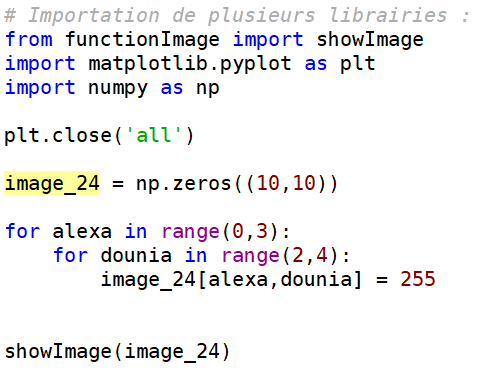 # Importation de plusieurs librairies :
from functionImage import showImage
import matplotlib.pyplot as plt
import numpy as np
plt.close('all')
image_24 = np.zeros((10,10))
for alexa in range(0,3):
    for dounia in range(2,4):
        image_24[alexa,dounia] = 255
showImage(image_24)